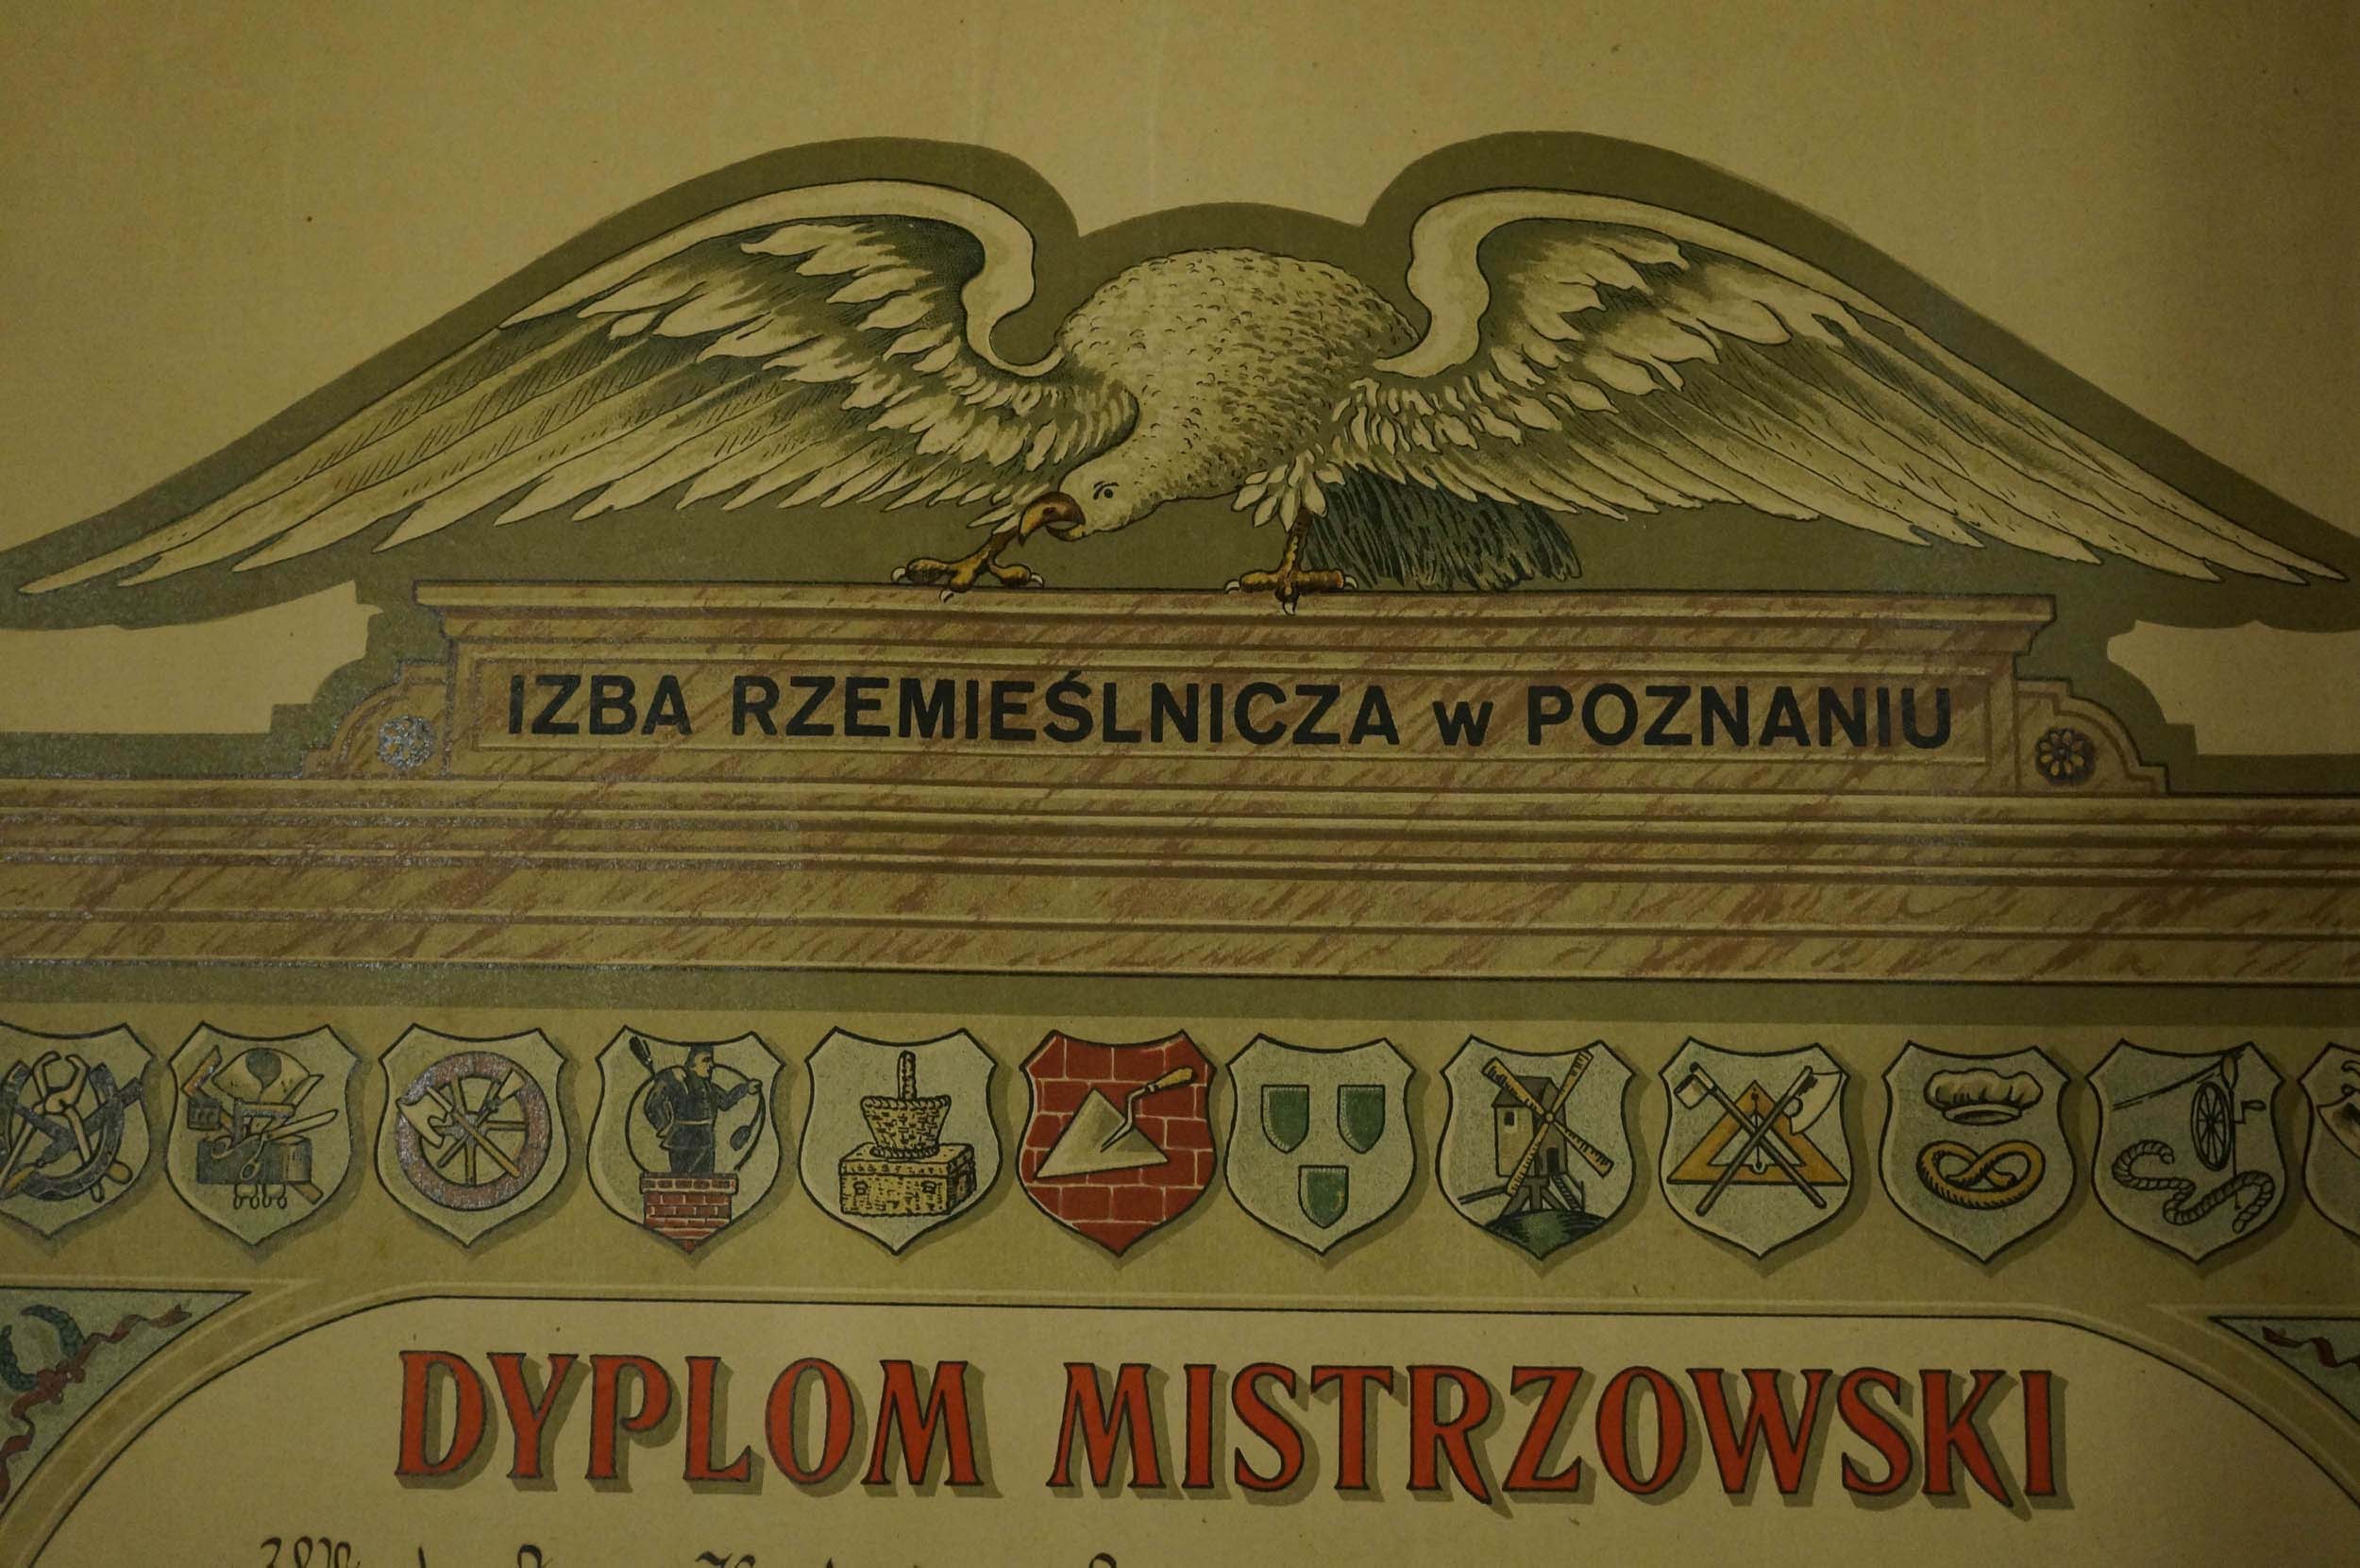 IZBA RZEMIEŚLNICZA w POZNANIU
DYPLOM MISTRZOWSKI